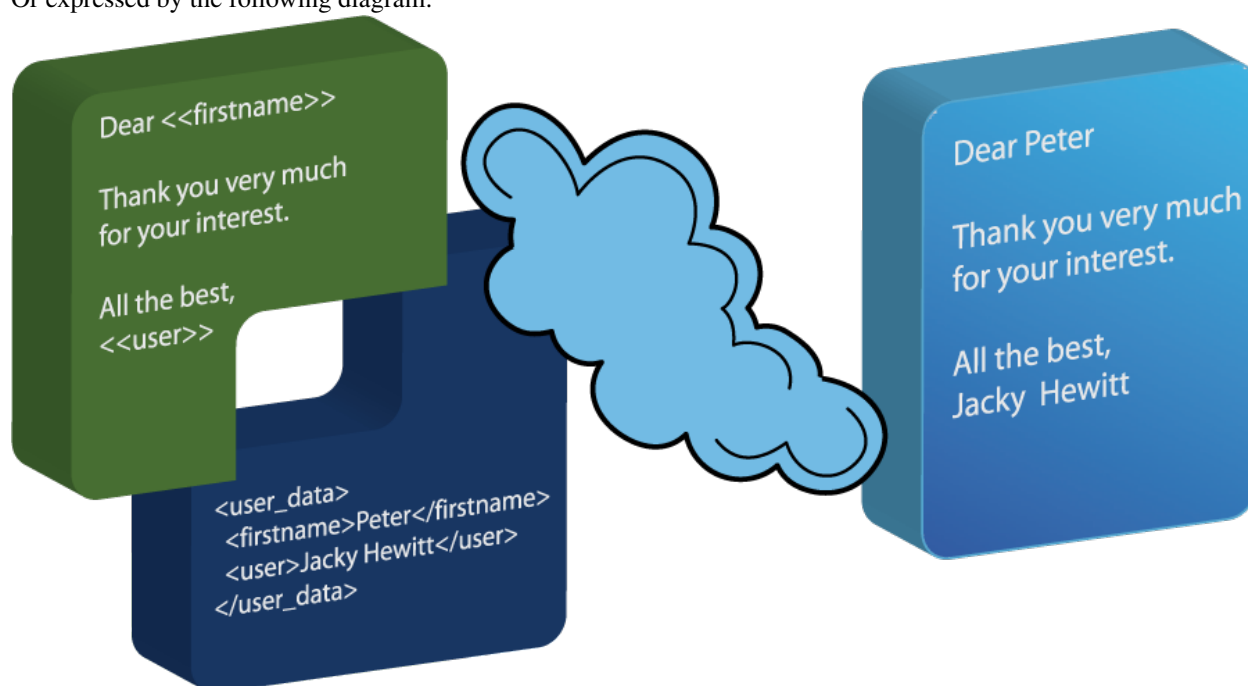 Or expressed by the following diagram:
Dear <<firstname>>
Thank you very much
for your interest.
All the best,
<<user>>
<user_data>
<firstname>Peter</firstname>
<user>Jacky Hewitt</user>
</user_data>
Dear Peter
Thank you very much
for your interest.
All the best,
Jacky Hewitt